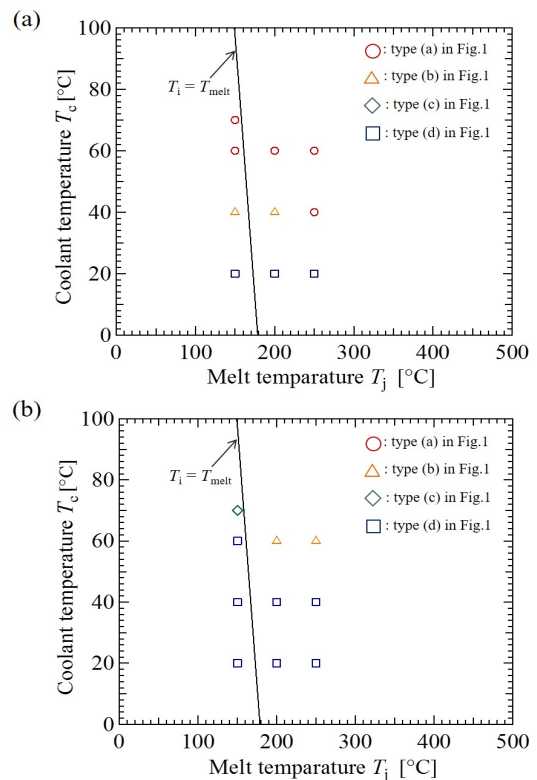 (a)
100
80
60
40
20
0
Coolant temperature Tc [°C]
Ti = Tmelt
: type (a) in Fig.1
: type (b) in Fig.1
: type (c) in Fig.1
: type (d) in Fig.1
0 100 200 300 400 500
Melt temparature Tj [°C]
(b)
100
80
60
40
20
0
Coolant temperature Tc [°C]
Ti = Tmelt
: type (a) in Fig.1
: type (b) in Fig.1
: type (c) in Fig.1
: type (d) in Fig.1
0 100 200 300 400 500
Melt temparature Tj [°C]